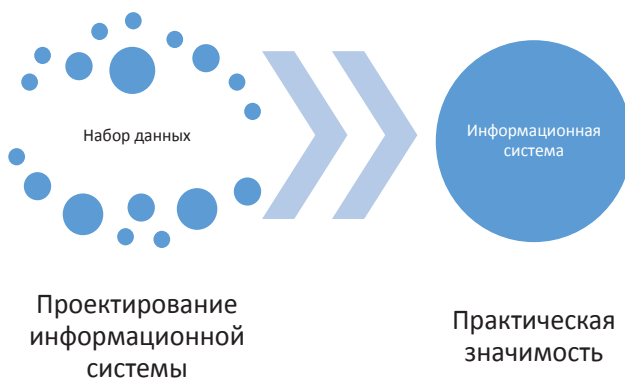 Набор данных
Информационная
система
Проектирование
информационной
системы
Практическая
значимость